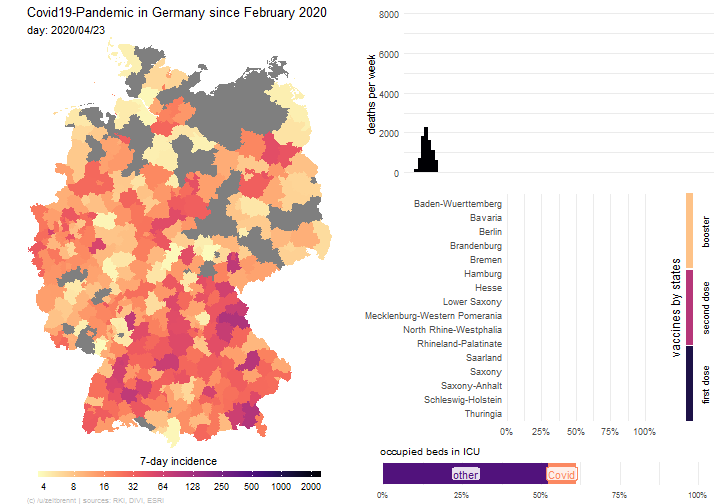 Covid19-Pandemic in Germany since February 2020
day: 2020/04/23
7-day incidence
4 8 16 32 64 120 250 500 1000 2000
(c) /u/zeitbrennt | sources: RKI, DIVI, ESRI
deaths per week
8000
6000
4000
2000
0
Baden-Wuerttemberg
Bavaria
Berlin
Brandenburg
Bremen
Hamburg
Hesse
Lower Saxony
Mecklenburg-Western Pomerania
North Rhine-Westphalia
Rhineland-Palatinate
Saarland
Saxony
Saxony-Anhalt
Schleswig-Holstein
Thuringia
0% 25% 50% 75% 100%
vaccines by states
booster
second dose
first dose
occupied beds in ICU
other Covid
0% 25% 50% 75% 100%